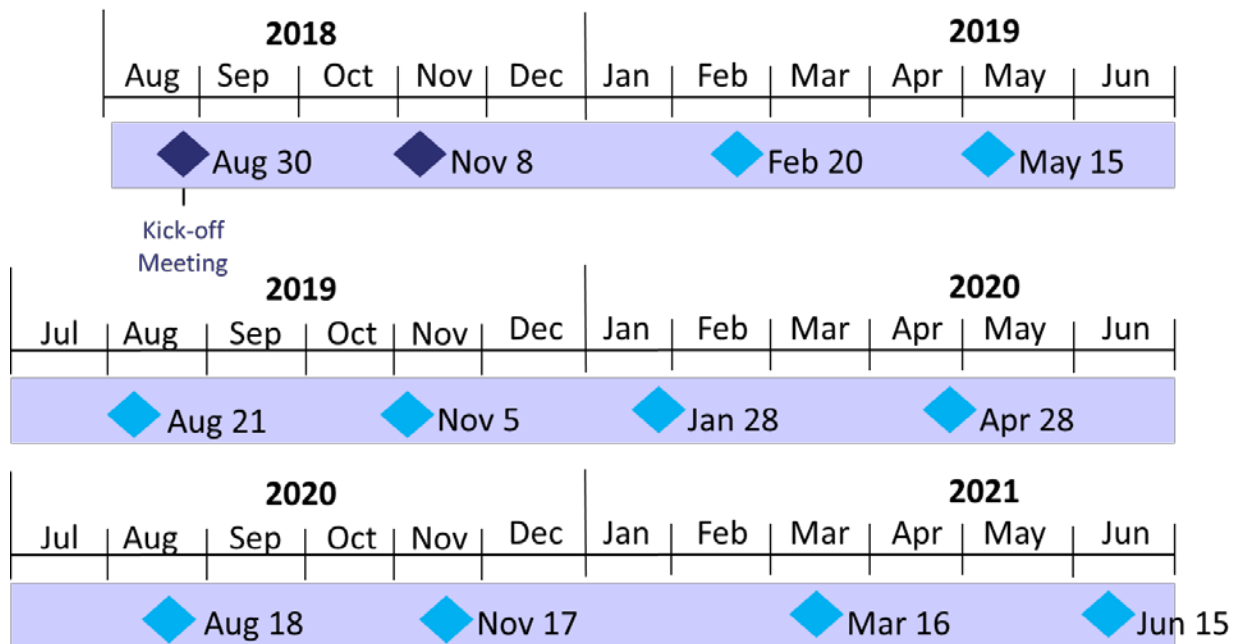 2018 2019
Aug Sep Oct Nov Dec Jan Feb Mar Apr May Jun
Aug 30 Nov 8 Feb 20 May 15
Kick-off
Meeting
2019 2020
Jul Aug Sep Oct Nov Dec Jan Feb Mar Apr May Jun
Aug 21 Nov 5 Jan 28 Apr 28
2020 2021
Jul Aug Sep Oct Nov Dec Jan Feb Mar Apr May Jun
Aug 18 Nov 17 Mar 16 Jun 15